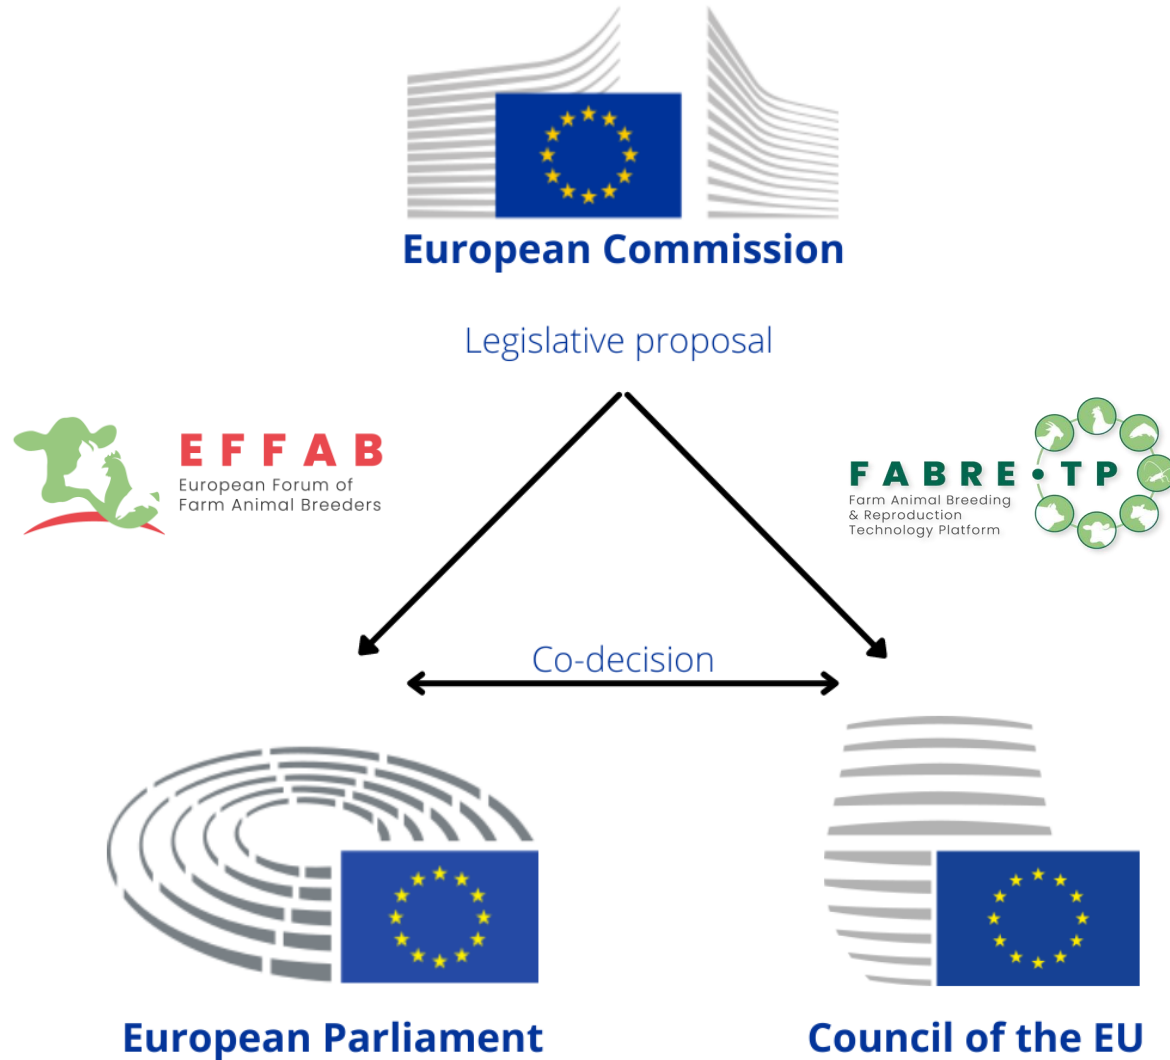 European Commission
Legislative proposal
EFFAB
European Forum of
Farm Animal Breeders
FABRE•TP
Farm Animal Breeding
& Reproduction
Technology Platform
Co-decision
European Parliament
Council of the EU